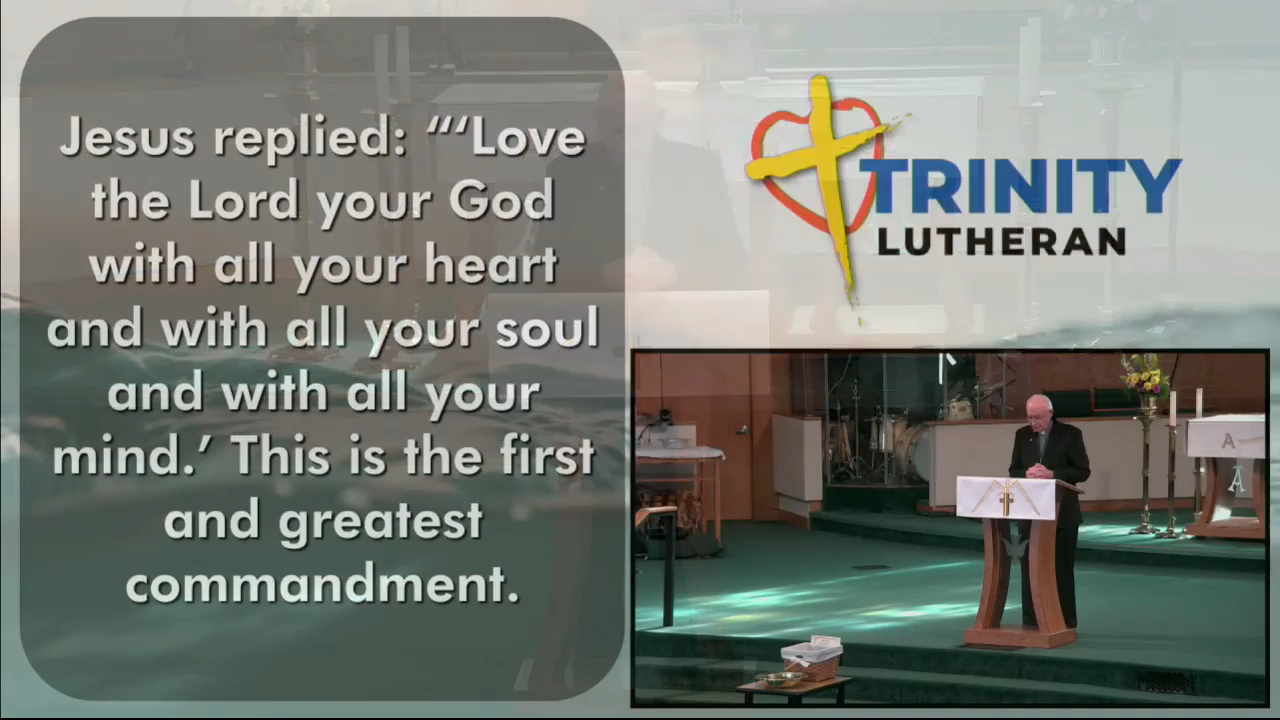 Jesus replied: “‘Love
the Lord your God
with all your heart
and with all your soul
and with all your
mind.’ This is the first
and greatest
commandment.
TRINITY
LUTHERAN
A
A